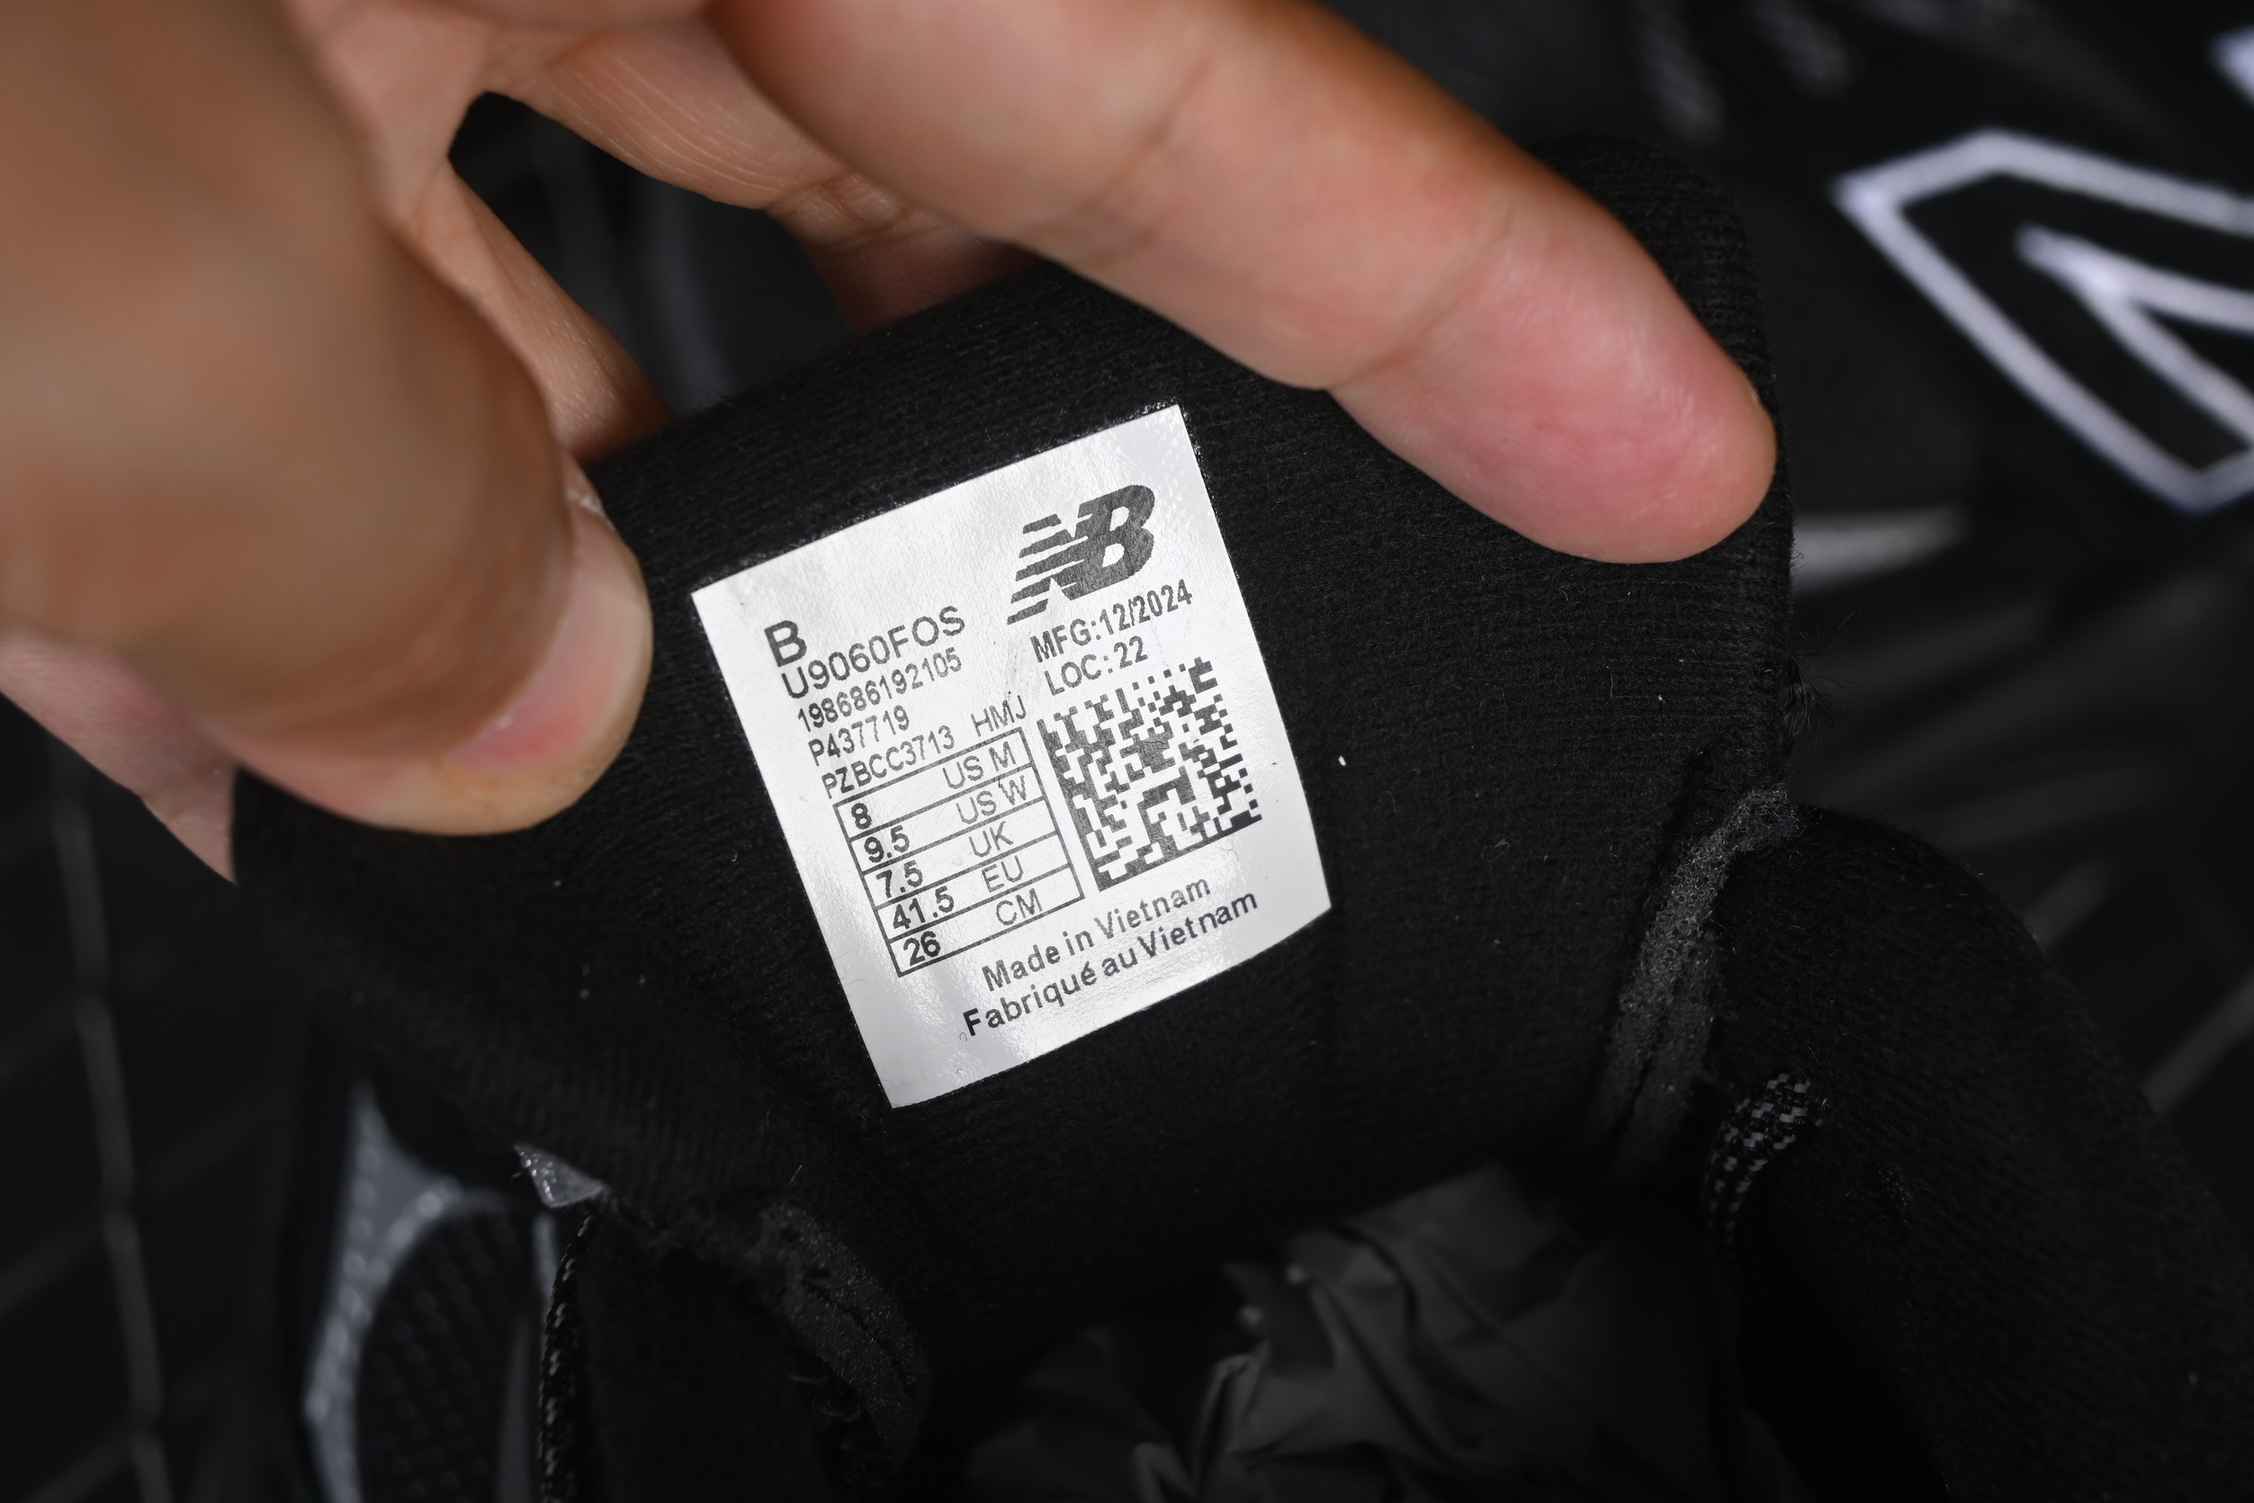 NB
B
U9060FOS
198686192105
P437719
PZBCC3713 HMJ
MFG:12/2024
LOC:22
8 US M
9.5 US W
7.5 UK
41.5 EU
26 CM
Made in Vietnam
Fabriqué au Vietnam